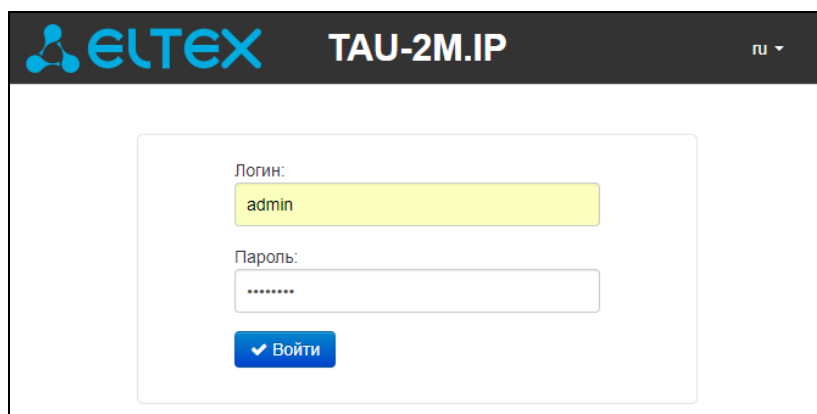 ELTEX TAU-2M.IP ru
Логин:
admin
Пароль:
••••••••
Войти